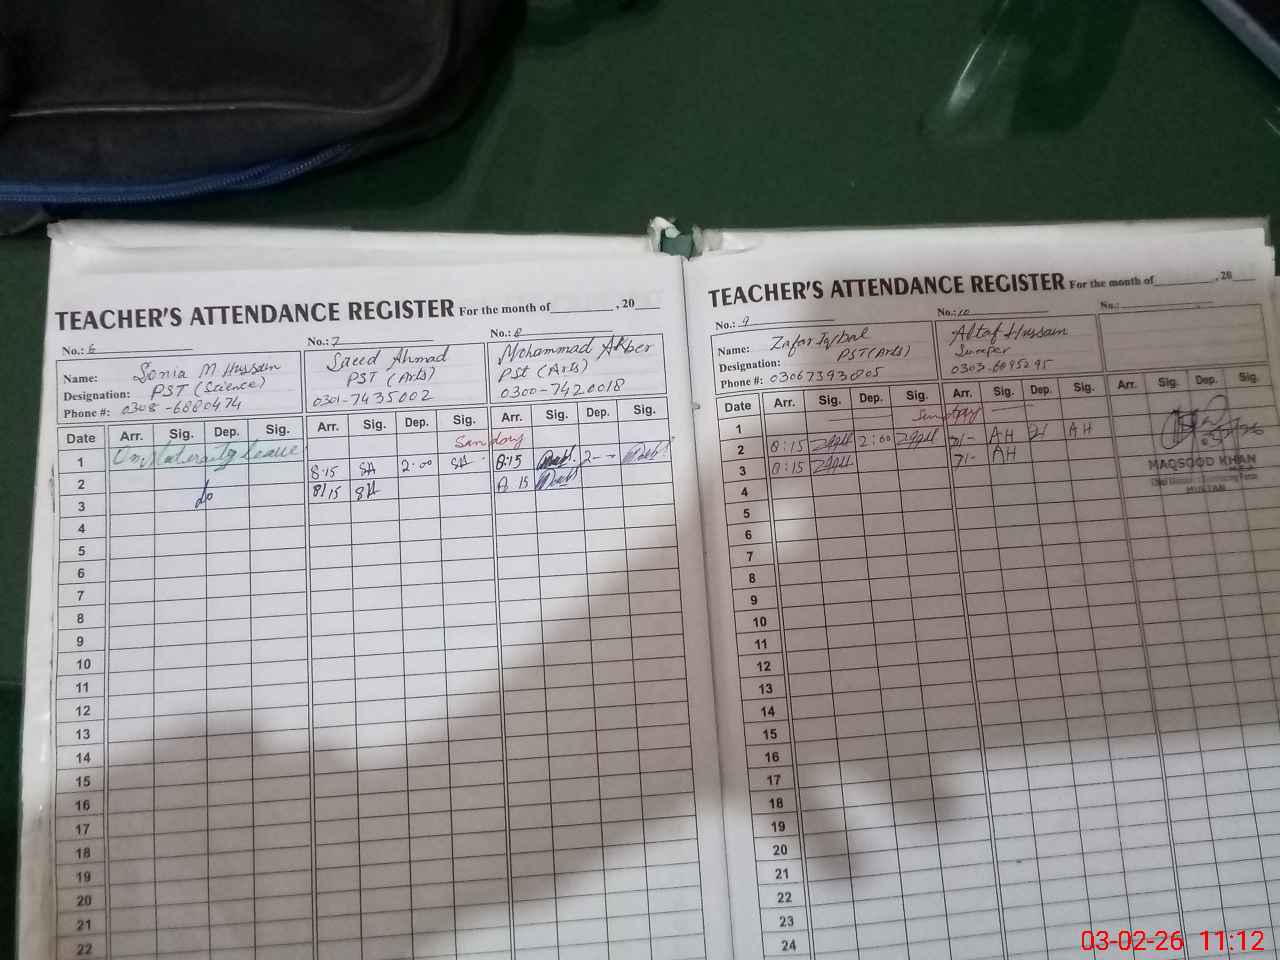 TEACHER'S ATTENDANCE REGISTER For the month of , 20
No.: 6
Name: Sonia M Hussain
Designation: PST (Science)
Phone #: 0308-6880474
No.: 7
Saeed Ahmad
PST (Arts)
0301-7435002
No.: 8
Mohammad Akber
PST (Arts)
0300-7420018
Date Arr. Sig. Dep. Sig. Arr. Sig. Dep. Sig. Arr. Sig. Dep. Sig.
1 leave Sunday
2 do 8:15 SA 2:00 SA 8:15 2--
3 8/15 SA 8 15
4
5
6
7
8
9
10
11
12
13
14
15
16
17
18
19
20
21
22
TEACHER'S ATTENDANCE REGISTER For the month of , 20
No.: 9
Name: Zafar Iqbal
Designation: PST (Arts)
Phone #: 03067393805
No.: 10
Altaf Hussain
Sweeper
0303-6895295
No.:
Date Arr. Sig. Dep. Sig. Arr. Sig. Dep. Sig. Arr. Sig. Dep. Sig.
1 Sunday
2 8:15 2:00 7/- AH 2/ AH
3 8:15 7/- AH
4
5
6
7
8
9
10
11
12
13
14
15
16
17
18
19
20
21
22
23
24
MAQSOOD KHAN
MULTAN
03-02-26 11:12